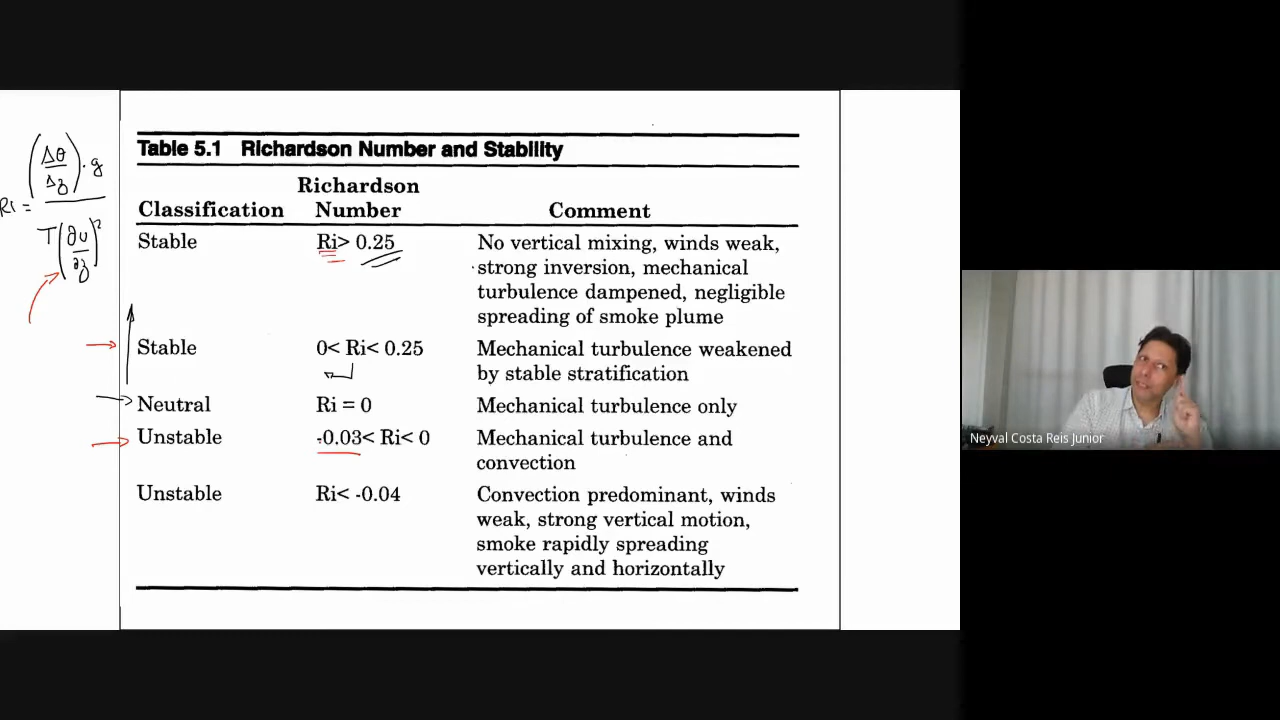 (Δθ/Δz) · g
Ri =
T(∂u/∂z)²
Table 5.1 Richardson Number and Stability
Richardson
Classification Number Comment
Stable Ri> 0.25 No vertical mixing, winds weak,
strong inversion, mechanical
turbulence dampened, negligible
spreading of smoke plume
Stable 0< Ri< 0.25 Mechanical turbulence weakened
by stable stratification
Neutral Ri = 0 Mechanical turbulence only
Unstable -0.03< Ri< 0 Mechanical turbulence and
convection
Unstable Ri< -0.04 Convection predominant, winds
weak, strong vertical motion,
smoke rapidly spreading
vertically and horizontally
Neyval Costa Reis Junior